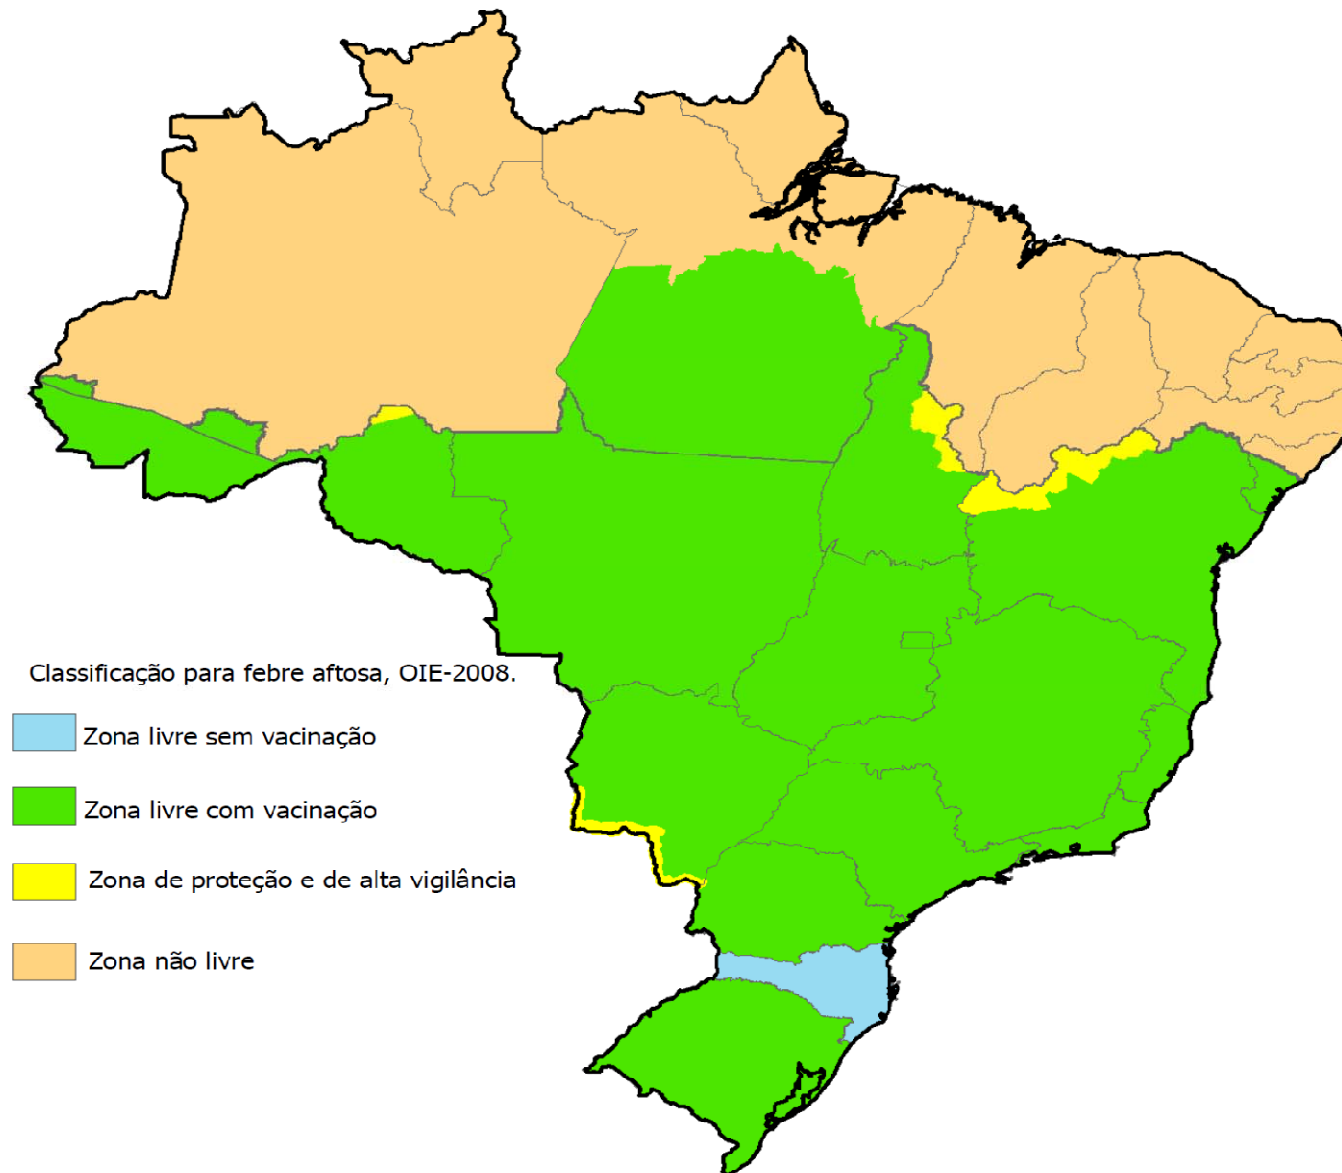 Classificação para febre aftosa, OIE-2008.
Zona livre sem vacinação
Zona livre com vacinação
Zona de proteção e de alta vigilância
Zona não livre